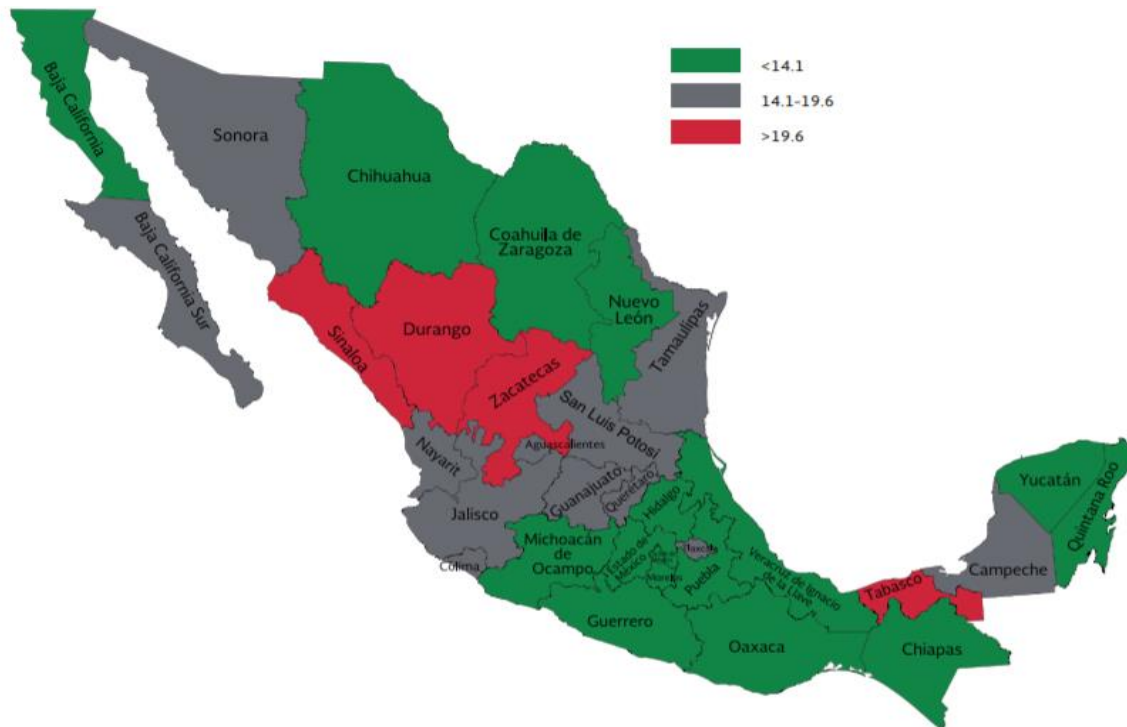 <14.1
14.1-19.6
>19.6
Baja California
Sonora
Chihuahua
Coahuila de
Zaragoza
Baja California Sur
Nuevo
León
Tamaulipas
Sinaloa
Durango
Zacatecas
San Luis Potosí
Nayarit
Aguascalientes
Guanajuato
Querétaro
Yucatán
Quintana Roo
Jalisco
Hidalgo
Michoacán de
Ocampo
Estado de
México
Tlaxcala
Veracruz de Ignacio
de la Llave
Colima
Morelos
Puebla
Campeche
Tabasco
Guerrero
Oaxaca
Chiapas